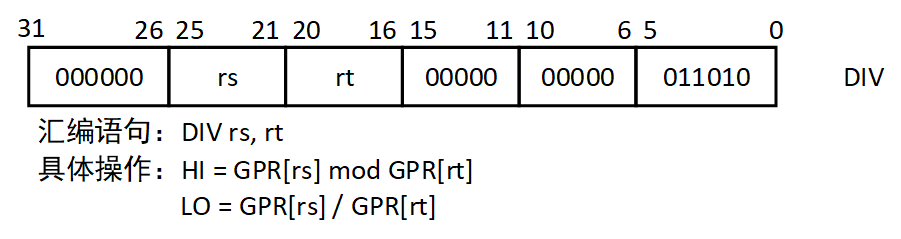 31 26 25 21 20 16 15 11 10 6 5 0
000000 rs rt 00000 00000 011010 DIV
汇编语句：DIV rs, rt
具体操作：HI = GPR[rs] mod GPR[rt]
LO = GPR[rs] / GPR[rt]